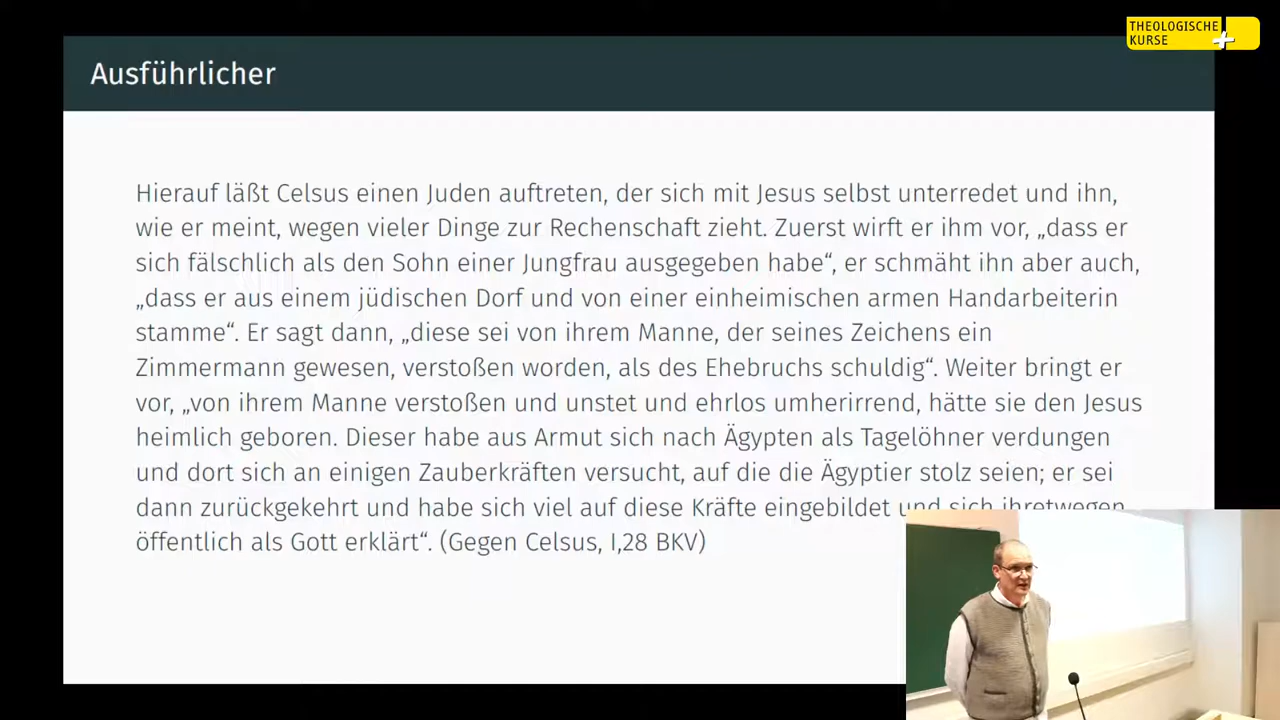 THEOLOGISCHE
KURSE
Ausführlicher
Hierauf läßt Celsus einen Juden auftreten, der sich mit Jesus selbst unterredet und ihn,
wie er meint, wegen vieler Dinge zur Rechenschaft zieht. Zuerst wirft er ihm vor, „dass er
sich fälschlich als den Sohn einer Jungfrau ausgegeben habe“, er schmäht ihn aber auch,
„dass er aus einem jüdischen Dorf und von einer einheimischen armen Handarbeiterin
stamme“. Er sagt dann, „diese sei von ihrem Manne, der seines Zeichens ein
Zimmermann gewesen, verstoßen worden, als des Ehebruchs schuldig“. Weiter bringt er
vor, „von ihrem Manne verstoßen und unstet und ehrlos umherirrend, hätte sie den Jesus
heimlich geboren. Dieser habe aus Armut sich nach Ägypten als Tagelöhner verdungen
und dort sich an einigen Zauberkräften versucht, auf die die Ägyptier stolz seien; er sei
dann zurückgekehrt und habe sich viel auf diese Kräfte eingebildet und sich ihretwegen
öffentlich als Gott erklärt“. (Gegen Celsus, I,28 BKV)